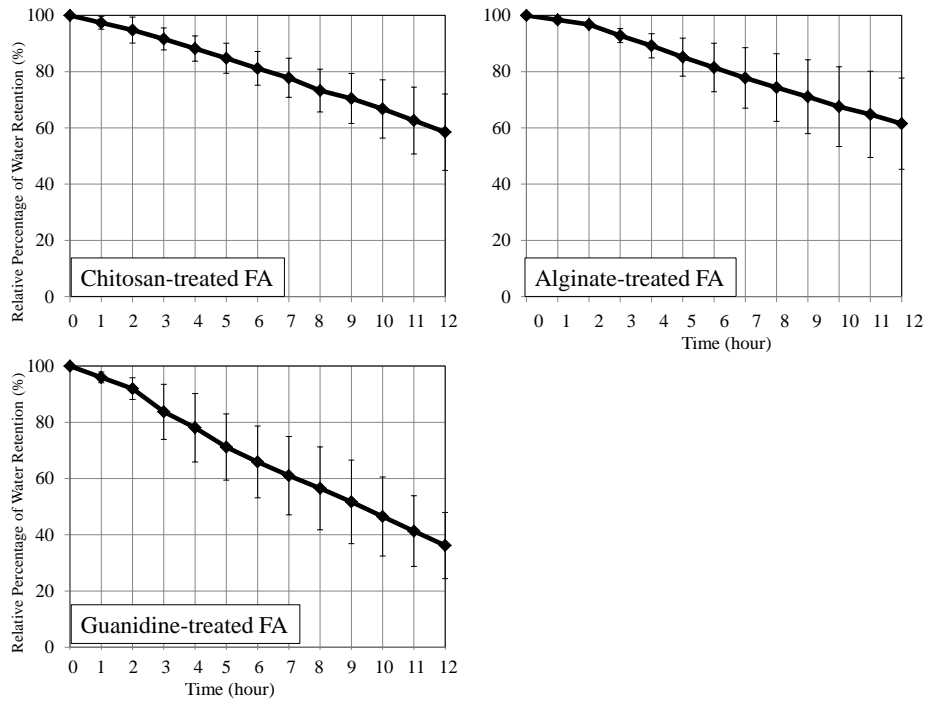 Relative Percentage of Water Retention (%)
100
80
60
40
20
0
Chitosan-treated FA
0 1 2 3 4 5 6 7 8 9 10 11 12
100
80
60
40
20
0
Alginate-treated FA
0 1 2 3 4 5 6 7 8 9 10 11 12
Time (hour)
Relative Percentage of Water Retention (%)
100
80
60
40
20
0
Guanidine-treated FA
0 1 2 3 4 5 6 7 8 9 10 11 12
Time (hour)